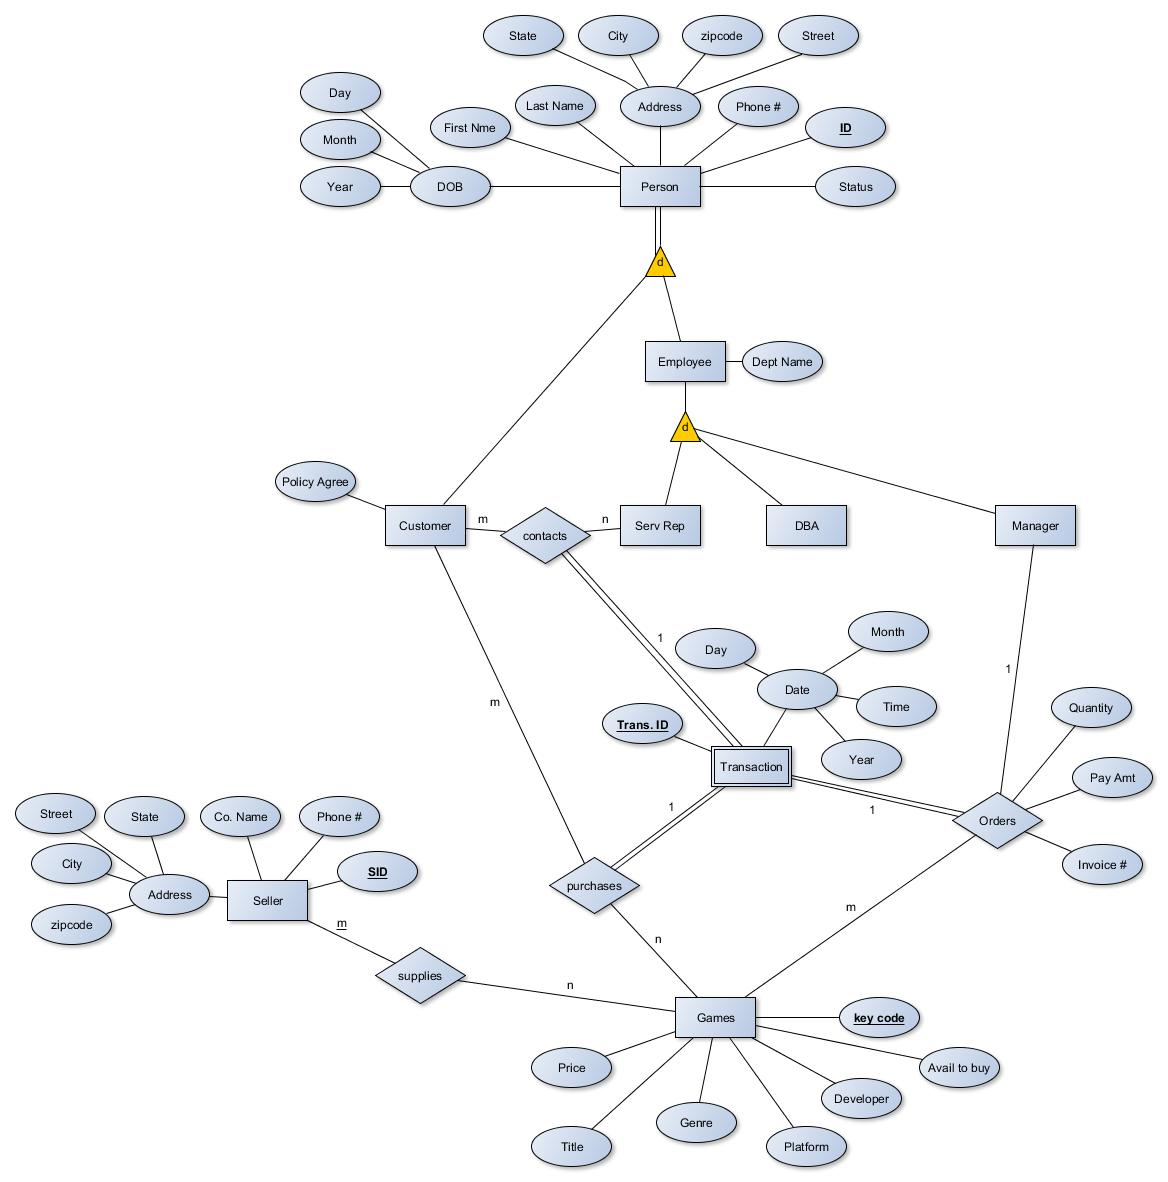 State
City
zipcode
Street
Day
Last Name
Address
Phone #
First Nme
ID
Month
Year
DOB
Person
Status
d
Employee
Dept Name
d
Policy Agree
Customer
m
contacts
n
Serv Rep
DBA
Manager
1
Day
Month
1
Date
m
Time
Quantity
Trans. ID
Year
Transaction
Pay Amt
1
1
Orders
Street
State
Co. Name
Phone #
City
SID
Invoice #
Address
Seller
purchases
m
zipcode
m
n
supplies
n
Games
key code
Price
Avail to buy
Developer
Genre
Title
Platform